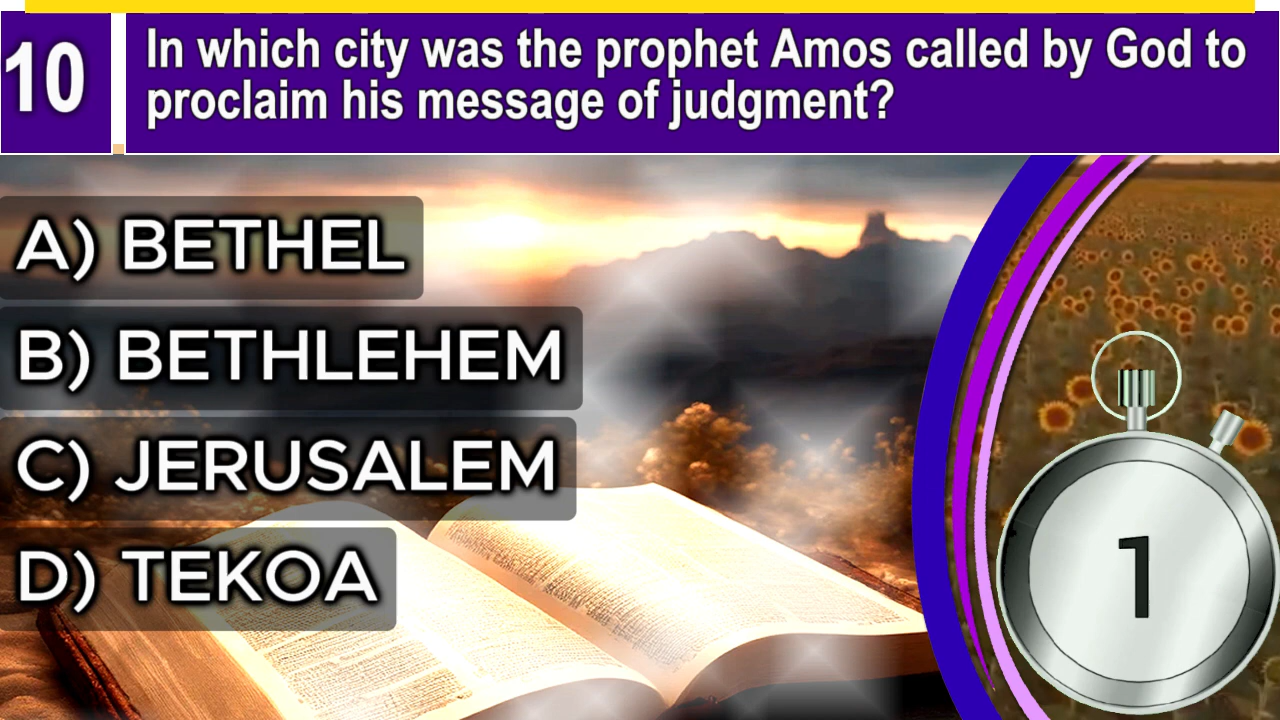 10
In which city was the prophet Amos called by God to
proclaim his message of judgment?
A) BETHEL
B) BETHLEHEM
C) JERUSALEM
D) TEKOA
1